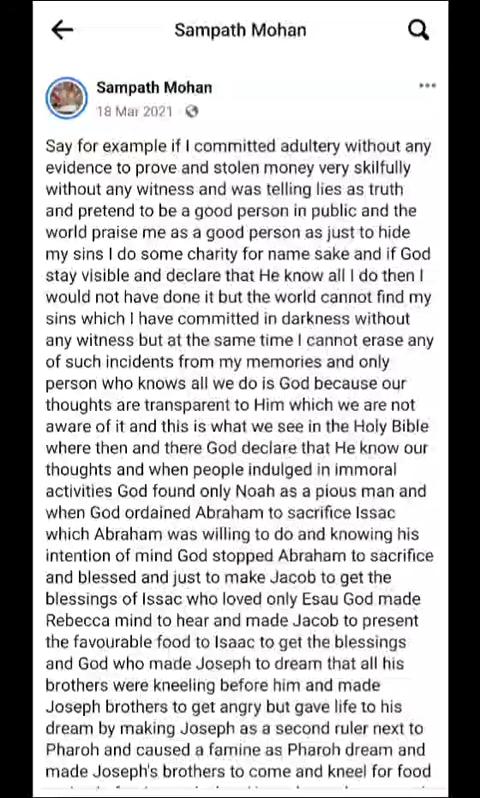 Sampath Mohan
Sampath Mohan
18 Mar 2021
Say for example if I committed adultery without any
evidence to prove and stolen money very skilfully
without any witness and was telling lies as truth
and pretend to be a good person in public and the
world praise me as a good person as just to hide
my sins I do some charity for name sake and if God
stay visible and declare that He know all I do then I
would not have done it but the world cannot find my
sins which I have committed in darkness without
any witness but at the same time I cannot erase any
of such incidents from my memories and only
person who knows all we do is God because our
thoughts are transparent to Him which we are not
aware of it and this is what we see in the Holy Bible
where then and there God declare that He know our
thoughts and when people indulged in immoral
activities God found only Noah as a pious man and
when God ordained Abraham to sacrifice Issac
which Abraham was willing to do and knowing his
intention of mind God stopped Abraham to sacrifice
and blessed and just to make Jacob to get the
blessings of Issac who loved only Esau God made
Rebecca mind to hear and made Jacob to present
the favourable food to Isaac to get the blessings
and God who made Joseph to dream that all his
brothers were kneeling before him and made
Joseph brothers to get angry but gave life to his
dream by making Joseph as a second ruler next to
Pharoh and caused a famine as Pharoh dream and
made Joseph's brothers to come and kneel for food